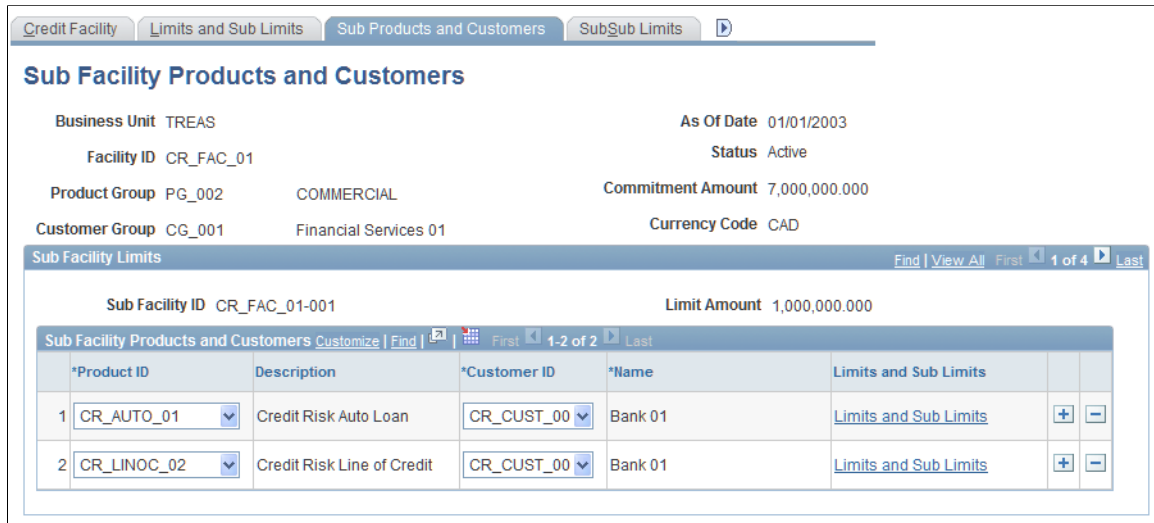 Credit Facility Limits and Sub Limits Sub Products and Customers SubSub Limits
Sub Facility Products and Customers
Business Unit TREAS As Of Date 01/01/2003
Facility ID CR_FAC_01 Status Active
Product Group PG_002 COMMERCIAL Commitment Amount 7,000,000.000
Customer Group CG_001 Financial Services 01 Currency Code CAD
Sub Facility Limits Find | View All First 1 of 4 Last
Sub Facility ID CR_FAC_01-001 Limit Amount 1,000,000.000
Sub Facility Products and Customers Customize | Find | | First 1-2 of 2 Last
*Product ID Description *Customer ID *Name Limits and Sub Limits
1 CR_AUTO_01 Credit Risk Auto Loan CR_CUST_00 Bank 01 Limits and Sub Limits + -
2 CR_LINOC_02 Credit Risk Line of Credit CR_CUST_00 Bank 01 Limits and Sub Limits + -